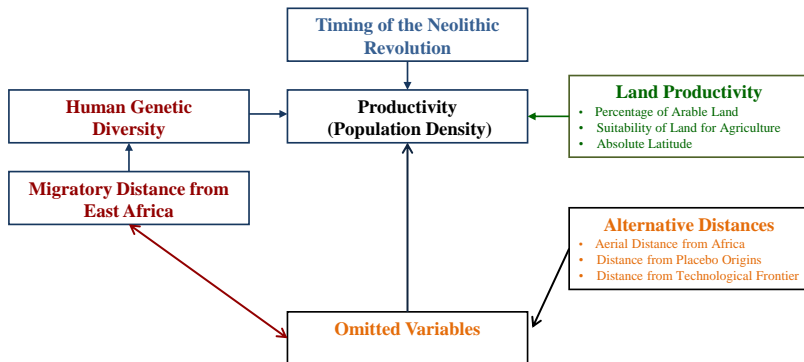 Timing of the Neolithic
Revolution
Human Genetic
Diversity
Productivity
(Population Density)
Land Productivity
• Percentage of Arable Land
• Suitability of Land for Agriculture
• Absolute Latitude
Migratory Distance from
East Africa
Alternative Distances
• Aerial Distance from Africa
• Distance from Placebo Origins
• Distance from Technological Frontier
Omitted Variables